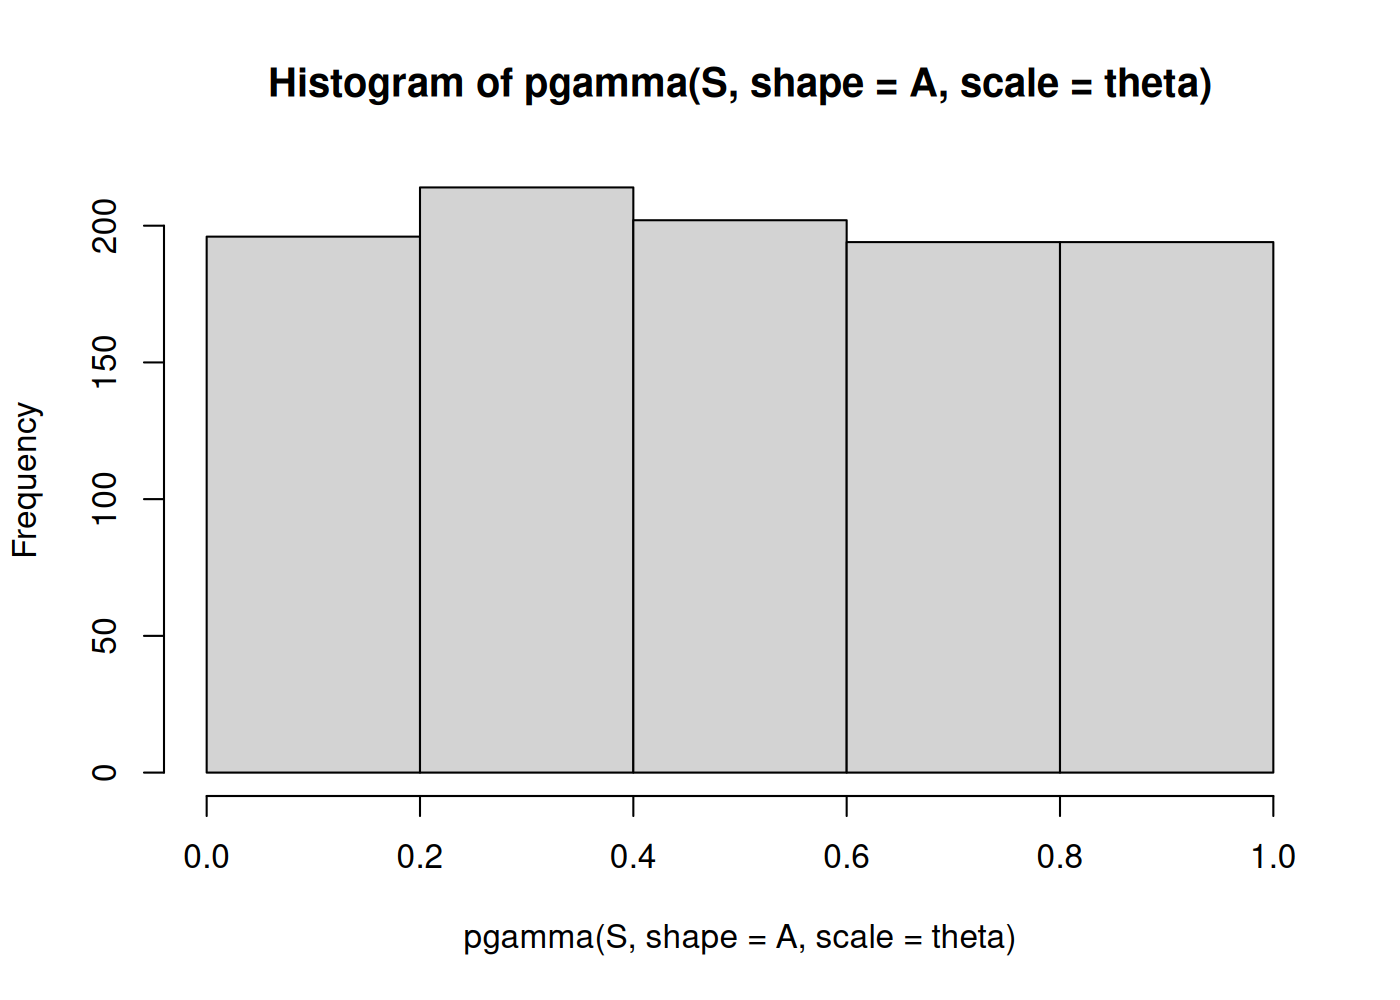 Histogram of pgamma(S, shape = A, scale = theta)
Frequency
200
150
100
50
0
0.0 0.2 0.4 0.6 0.8 1.0
pgamma(S, shape = A, scale = theta)